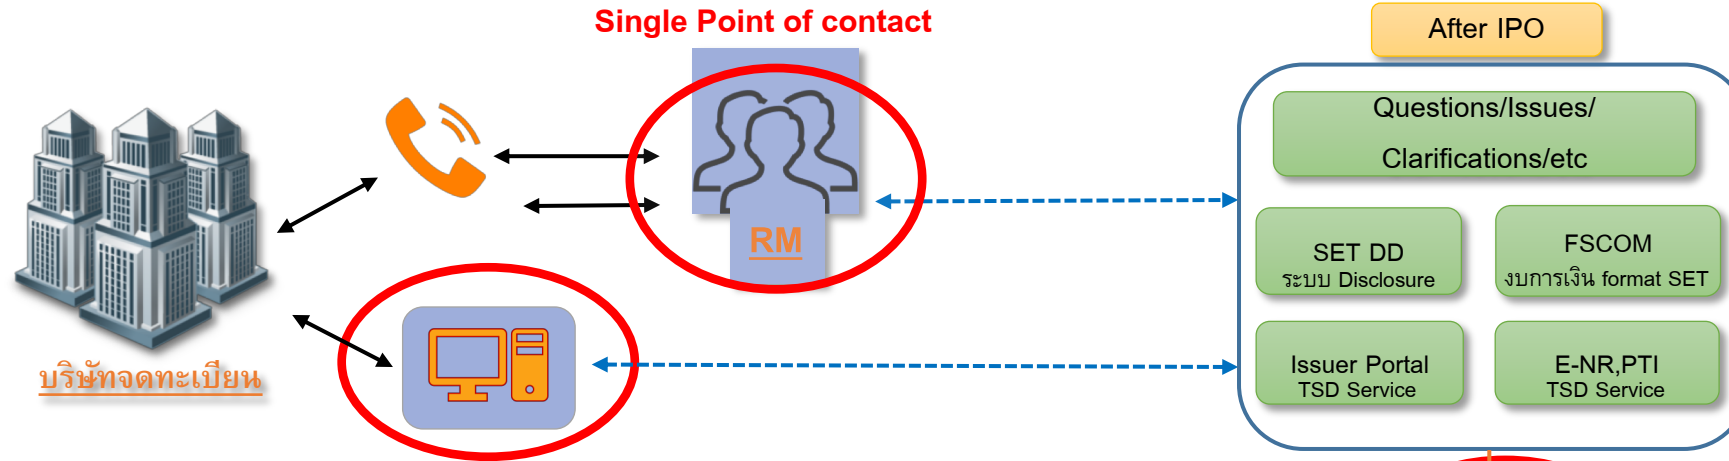 Single Point of contact
After IPO
Questions/Issues/
Clarifications/etc
RM
SET DD
ระบบ Disclosure
FSCOM
งบการเงิน format SET
บริษัทจดทะเบียน
Issuer Portal
TSD Service
E-NR,PTI
TSD Service